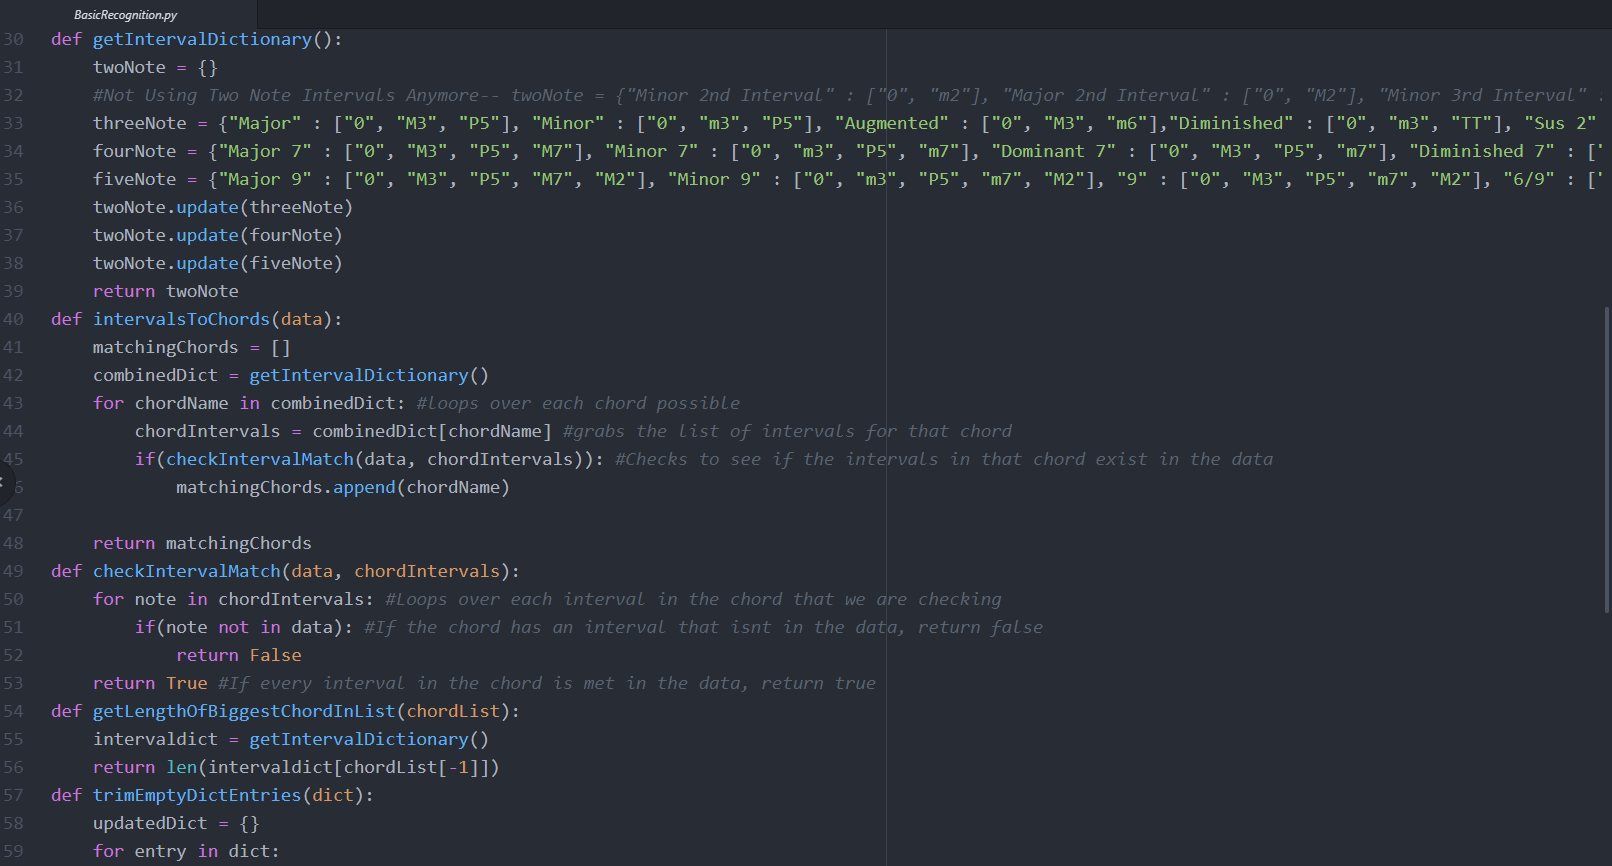 BasicRecognition.py
30 def getIntervalDictionary():
31 twoNote = {}
32 #Not Using Two Note Intervals Anymore-- twoNote = {"Minor 2nd Interval" : ["0", "m2"], "Major 2nd Interval" : ["0", "M2"], "Minor 3rd Interval" :
33 threeNote = {"Major" : ["0", "M3", "P5"], "Minor" : ["0", "m3", "P5"], "Augmented" : ["0", "M3", "m6"],"Diminished" : ["0", "m3", "TT"], "Sus 2"
34 fourNote = {"Major 7" : ["0", "M3", "P5", "M7"], "Minor 7" : ["0", "m3", "P5", "m7"], "Dominant 7" : ["0", "M3", "P5", "m7"], "Diminished 7" : ["
35 fiveNote = {"Major 9" : ["0", "M3", "P5", "M7", "M2"], "Minor 9" : ["0", "m3", "P5", "m7", "M2"], "9" : ["0", "M3", "P5", "m7", "M2"], "6/9" : ["
36 twoNote.update(threeNote)
37 twoNote.update(fourNote)
38 twoNote.update(fiveNote)
39 return twoNote
40 def intervalsToChords(data):
41 matchingChords = []
42 combinedDict = getIntervalDictionary()
43 for chordName in combinedDict: #loops over each chord possible
44 chordIntervals = combinedDict[chordName] #grabs the list of intervals for that chord
45 if(checkIntervalMatch(data, chordIntervals)): #Checks to see if the intervals in that chord exist in the data
6 matchingChords.append(chordName)
47
48 return matchingChords
49 def checkIntervalMatch(data, chordIntervals):
50 for note in chordIntervals: #Loops over each interval in the chord that we are checking
51 if(note not in data): #If the chord has an interval that isnt in the data, return false
52 return False
53 return True #If every interval in the chord is met in the data, return true
54 def getLengthOfBiggestChordInList(chordList):
55 intervaldict = getIntervalDictionary()
56 return len(intervaldict[chordList[-1]])
57 def trimEmptyDictEntries(dict):
58 updatedDict = {}
59 for entry in dict: